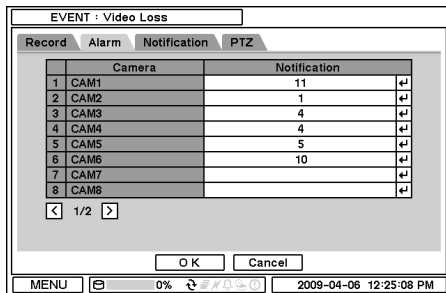 EVENT : Video Loss
Record Alarm Notification PTZ
Camera Notification
1 CAM1 11
2 CAM2 1
3 CAM3 4
4 CAM4 4
5 CAM5 5
6 CAM6 10
7 CAM7
8 CAM8
< 1/2 >
OK Cancel
MENU 0% 2009-04-06 12:25:08 PM